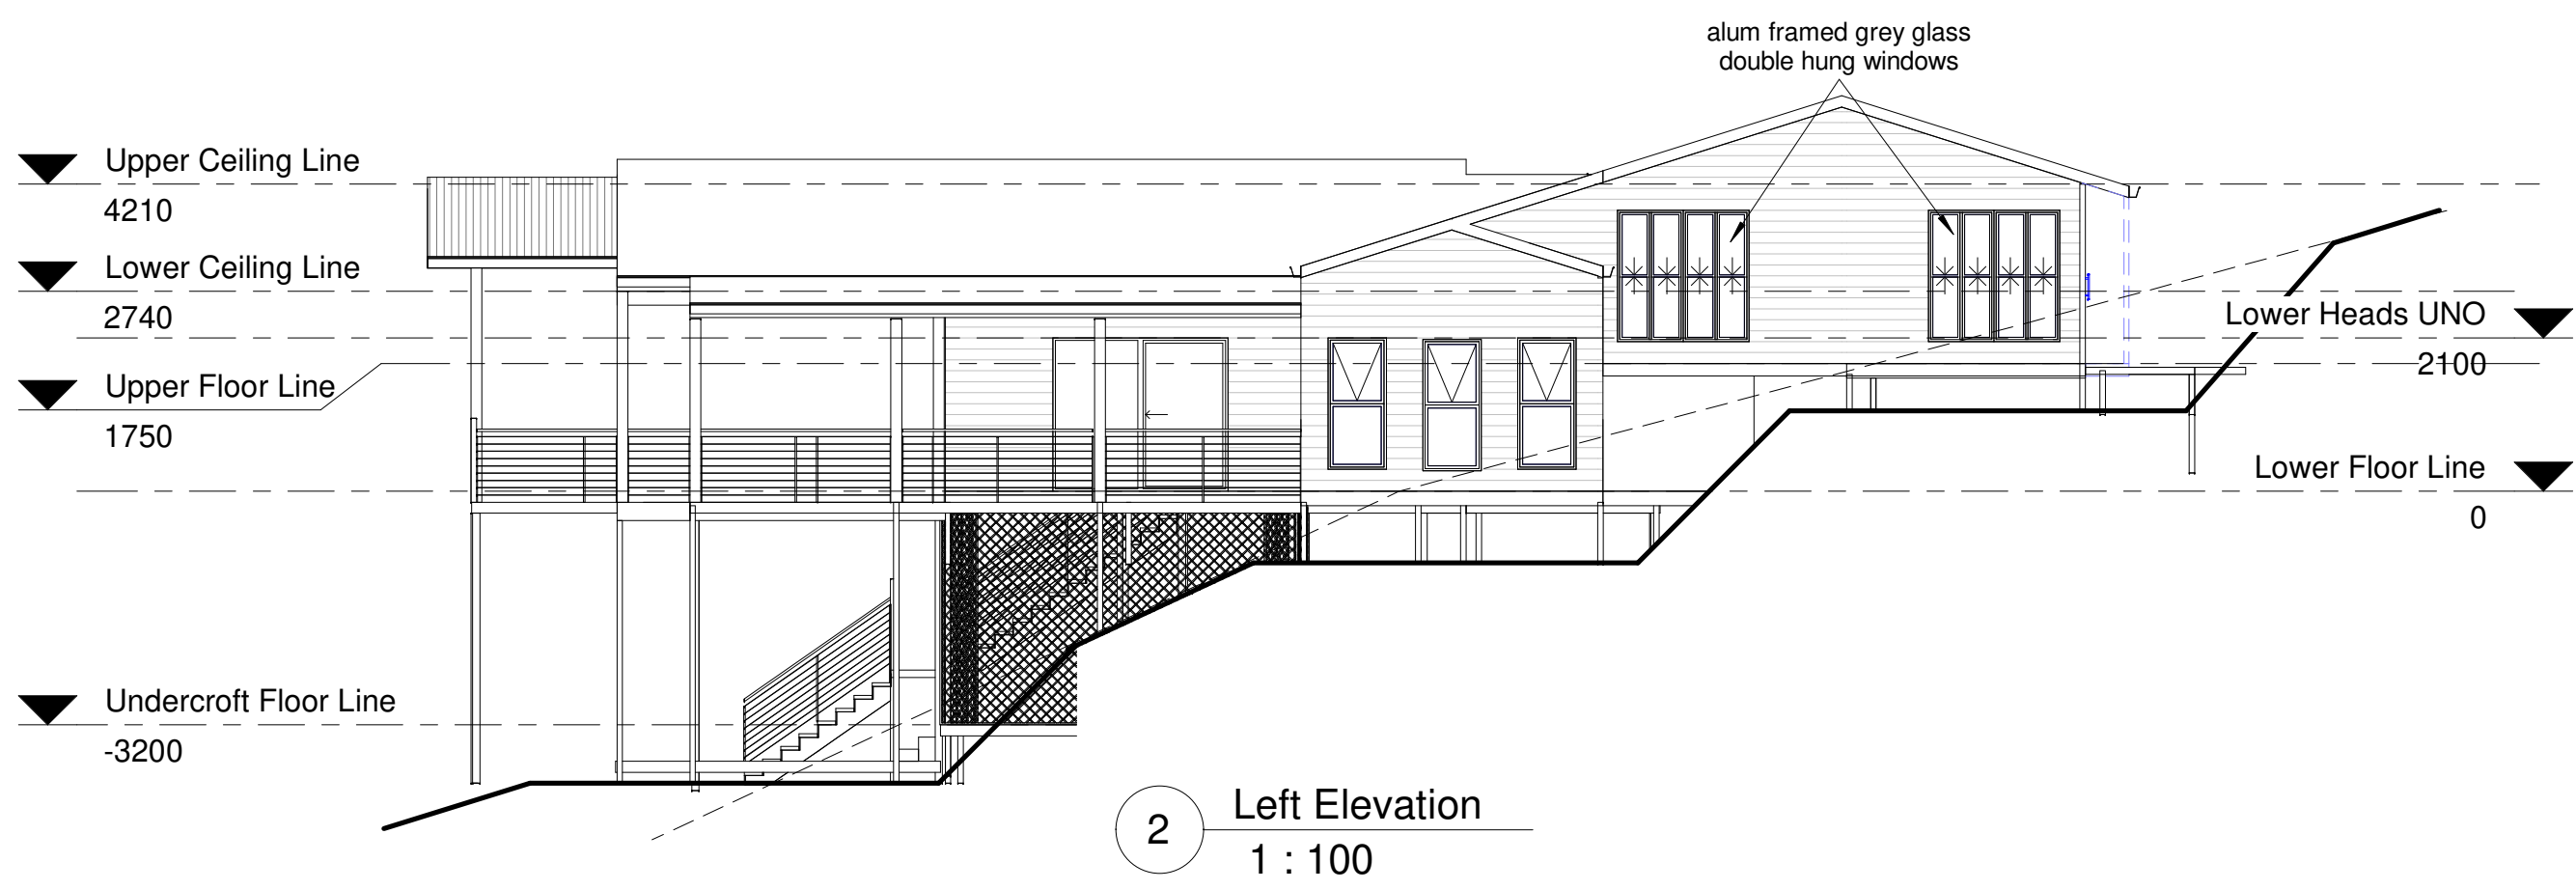 alum framed grey glass
double hung windows
Upper Ceiling Line
4210
Lower Ceiling Line
2740
Lower Heads UNO
2100
Upper Floor Line
1750
Lower Floor Line
0
Undercroft Floor Line
-3200
2
Left Elevation
1 : 100